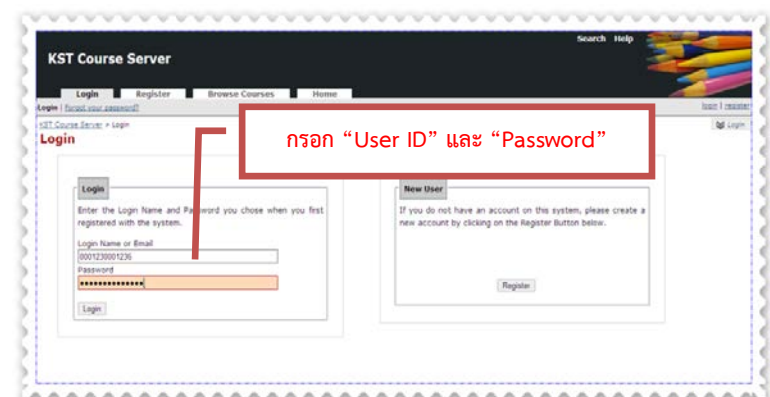 Search Help
KST Course Server
Login Register Browse Courses Home
Login | Forgot your password?
login | register
KST Course Server > Login
Login
Login
กรอก “User ID” และ “Password”
Login
Enter the Login Name and Password you chose when you first
registered with the system.
Login Name or Email
0001230001236
Password
Login
New User
If you do not have an account on this system, please create a
new account by clicking on the Register Button below.
Register